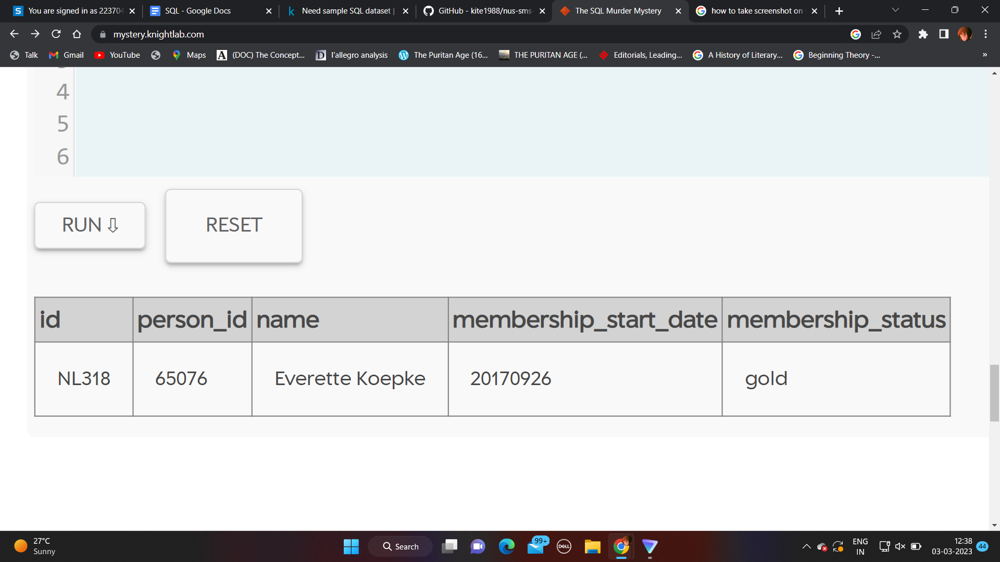 You are signed in as 223704
SQL - Google Docs
Need sample SQL dataset |
GitHub - kite1988/nus-sms-
The SQL Murder Mystery
how to take screenshot on
mystery.knightlab.com
Talk
Gmail
YouTube
Maps
(DOC) The Concept...
l'allegro analysis
The Puritan Age (16...
THE PURITAN AGE (...
Editorials, Leading...
A History of Literary...
Beginning Theory -...
»
4
5
6
RUN ⇩
RESET
id person_id name membership_start_date membership_status
NL318 65076 Everette Koepke 20170926 gold
27°C
Sunny
Search
99+
DELL
ENG
IN
12:38
03-03-2023
44